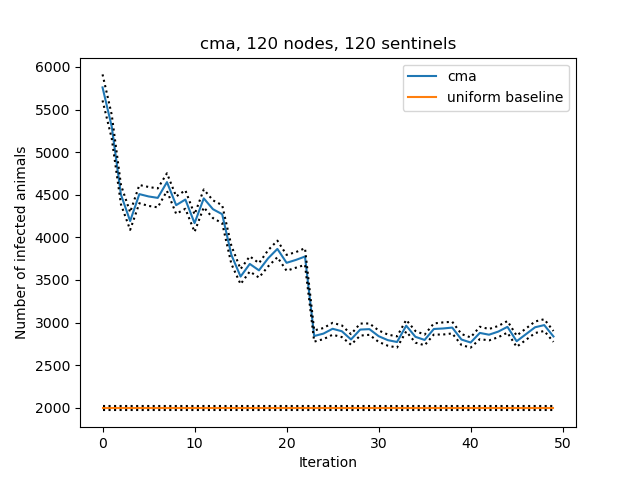 cma, 120 nodes, 120 sentinels
cma
uniform baseline
Number of infected animals
6000
5500
5000
4500
4000
3500
3000
2500
2000
0 10 20 30 40 50
Iteration